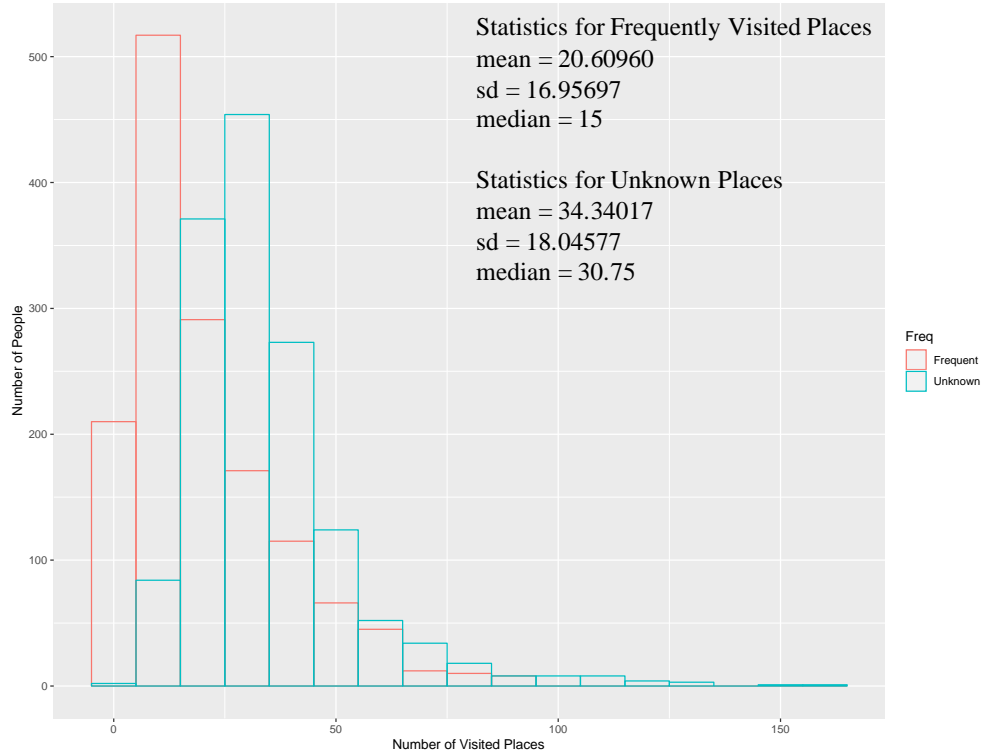 Statistics for Frequently Visited Places
mean = 20.60960
sd = 16.95697
median = 15
Statistics for Unknown Places
mean = 34.34017
sd = 18.04577
median = 30.75
500
400
300
200
100
0
Number of People
0 50 100 150
Number of Visited Places
Freq
Frequent
Unknown